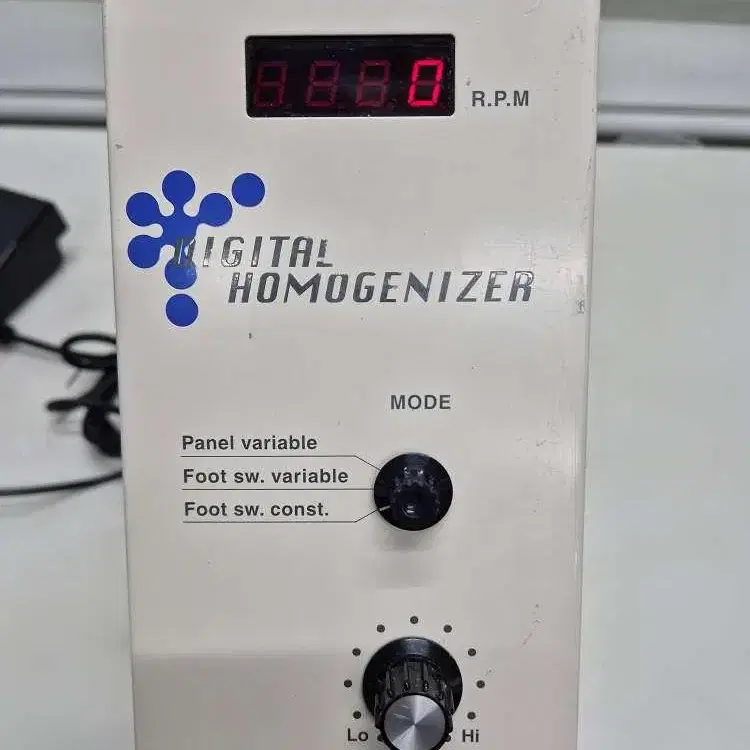 0
R.P.M
DIGITAL
HOMOGENIZER
MODE
Panel variable
Foot sw. variable
Foot sw. const.
Lo Hi